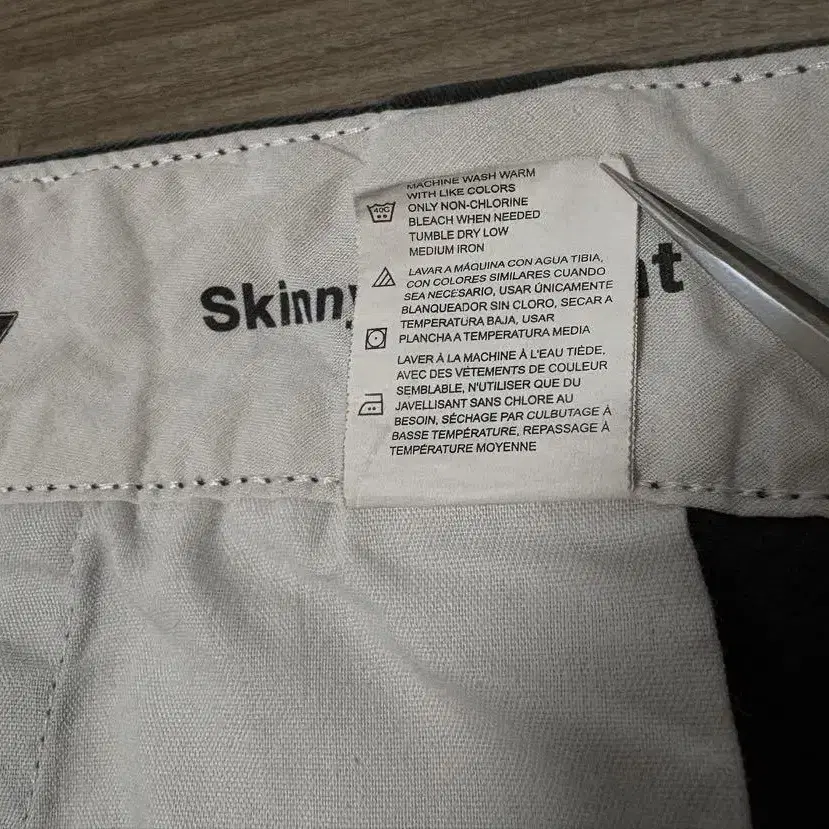 MACHINE WASH WARM
WITH LIKE COLORS
40C
ONLY NON-CHLORINE
BLEACH WHEN NEEDED
TUMBLE DRY LOW
MEDIUM IRON
LAVAR A MÁQUINA CON AGUA TIBIA,
CON COLORES SIMILARES CUANDO
SEA NECESARIO, USAR ÚNICAMENTE
BLANQUEADOR SIN CLORO, SECAR A
TEMPERATURA BAJA, USAR
PLANCHA A TEMPERATURA MEDIA
LAVER À LA MACHINE À L'EAU TIÈDE,
AVEC DES VÉTEMENTS DE COULEUR
SEMBLABLE, N'UTILISER QUE DU
JAVELLISANT SANS CHLORE AU
BESOIN, SÉCHAGE PAR CULBUTAGE À
BASSE TEMPÉRATURE, REPASSAGE À
TEMPÉRATURE MOYENNE
Skinny